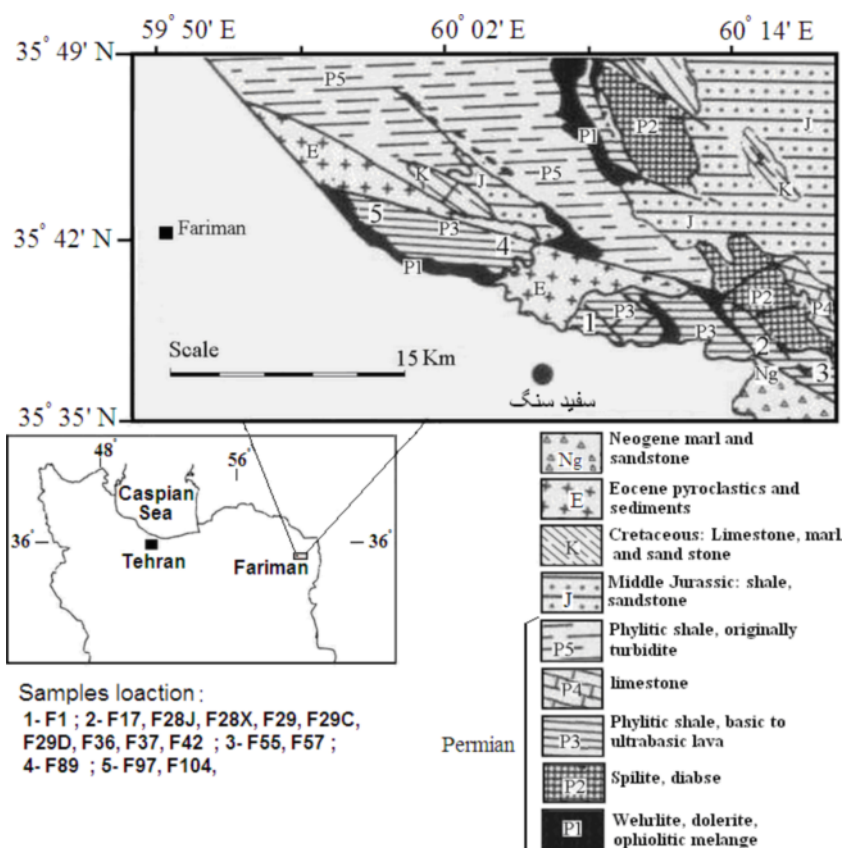 59° 50' E 60° 02' E 60° 14' E
35° 49' N
P5
P2
P1
J
E
K
J
P5
K
5
P3
4
J
35° 42' N
Fariman
P1
E
P2
P4
1
P3
P3
2
Scale
15 Km
Ng
3
سفید سنگ
35° 35' N
48°
56°
Caspian
Sea
36°
36°
Tehran
Fariman
Samples loaction :
1- F1 ; 2- F17, F28J, F28X, F29, F29C,
F29D, F36, F37, F42 ; 3- F55, F57 ;
4- F89 ; 5- F97, F104,
Ng
Neogene marl and
sandstone
E
Eocene pyroclastics and
sediments
K
Cretaceous: Limestone, marl
and sand stone
J
Middle Jurassic: shale,
sandstone
Permian
P5
Phylitic shale, originally
turbidite
P4
limestone
P3
Phylitic shale, basic to
ultrabasic lava
P2
Spilite, diabse
P1
Wehrlite, dolerite,
ophiolitic melange